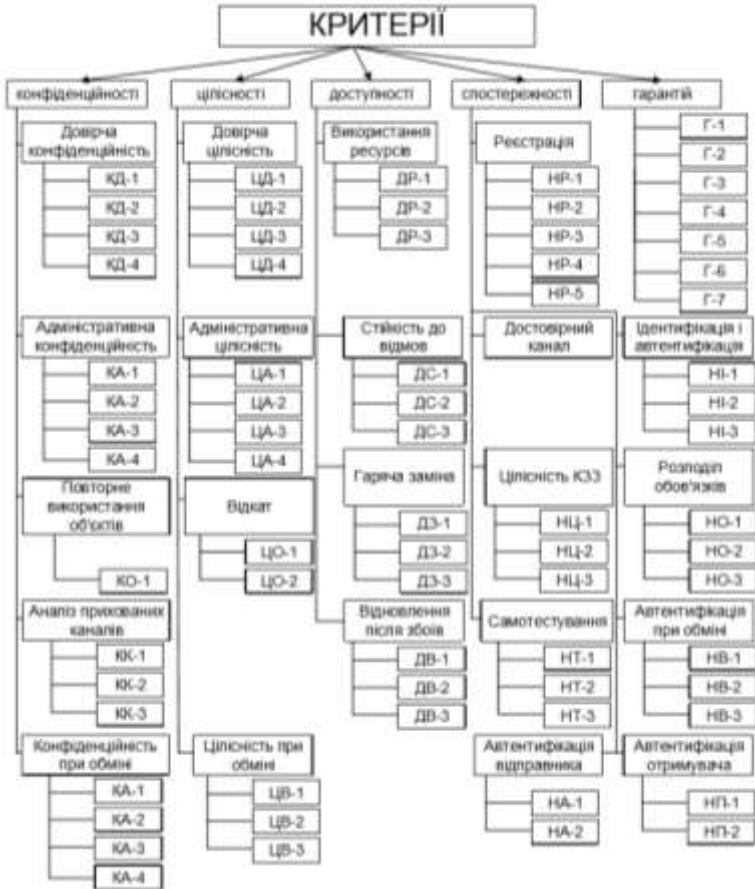 КРИТЕРІЇ
конфіденційності
цілісності
доступності
спостережності
гарантій
Довірча
конфіденційність
КД-1
КД-2
КД-3
КД-4
Адміністративна
конфіденційність
КА-1
КА-2
КА-3
КА-4
Повторне
використання
об'єктів
КО-1
Аналіз прихованих
каналів
КК-1
КК-2
КК-3
Конфіденційність
при обміні
КА-1
КА-2
КА-3
КА-4
Довірча
цілісність
ЦД-1
ЦД-2
ЦД-3
ЦД-4
Адміністративна
цілісність
ЦА-1
ЦА-2
ЦА-3
ЦА-4
Відкат
ЦО-1
ЦО-2
Цілісність при
обміні
ЦВ-1
ЦВ-2
ЦВ-3
Використання
ресурсів
ДР-1
ДР-2
ДР-3
Стійкість до
відмов
ДС-1
ДС-2
ДС-3
Гаряча заміна
ДЗ-1
ДЗ-2
ДЗ-3
Відновлення
після збоїв
ДВ-1
ДВ-2
ДВ-3
Реєстрація
НР-1
НР-2
НР-3
НР-4
НР-5
Достовірний
канал
Цілісність КЗЗ
НЦ-1
НЦ-2
НЦ-3
Самотестування
НТ-1
НТ-2
НТ-3
Автентифікація
відправника
НА-1
НА-2
Г-1
Г-2
Г-3
Г-4
Г-5
Г-6
Г-7
Ідентифікація і
автентифікація
НІ-1
НІ-2
НІ-3
Розподіл
обов'язків
НО-1
НО-2
НО-3
Автентифікація
при обміні
НВ-1
НВ-2
НВ-3
Автентифікація
отримувача
НП-1
НП-2